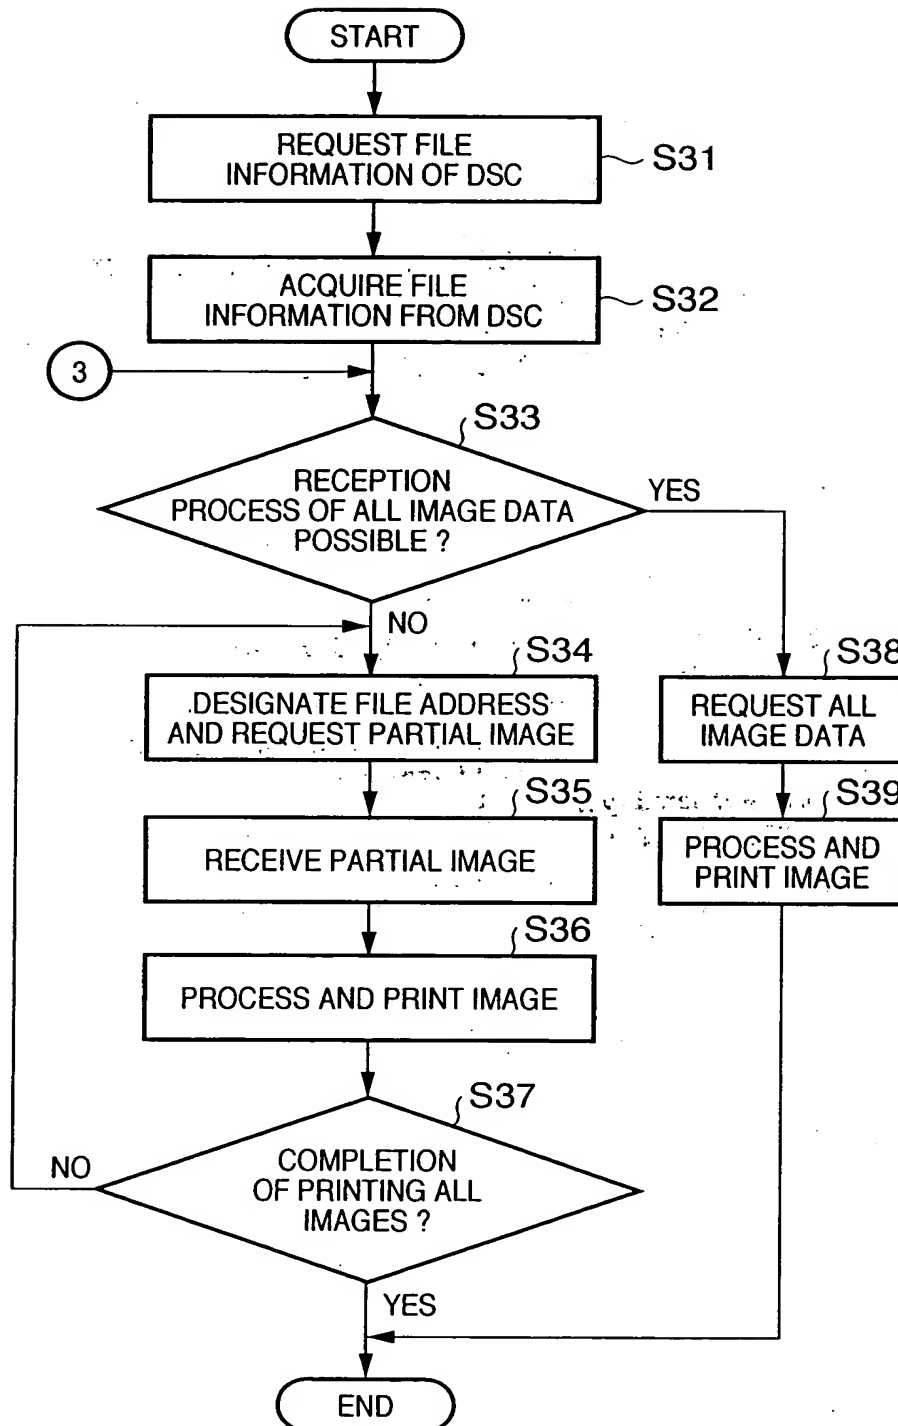 START
REQUEST FILE
INFORMATION OF DSC
S31
ACQUIRE FILE
INFORMATION FROM DSC
S32
3
S33
RECEPTION
PROCESS OF ALL IMAGE DATA
POSSIBLE ?
YES
NO
S34
DESIGNATE FILE ADDRESS
AND REQUEST PARTIAL IMAGE
S38
REQUEST ALL
IMAGE DATA
S35
RECEIVE PARTIAL IMAGE
S39
PROCESS AND
PRINT IMAGE
S36
PROCESS AND PRINT IMAGE
S37
COMPLETION
OF PRINTING ALL
IMAGES ?
NO
YES
END